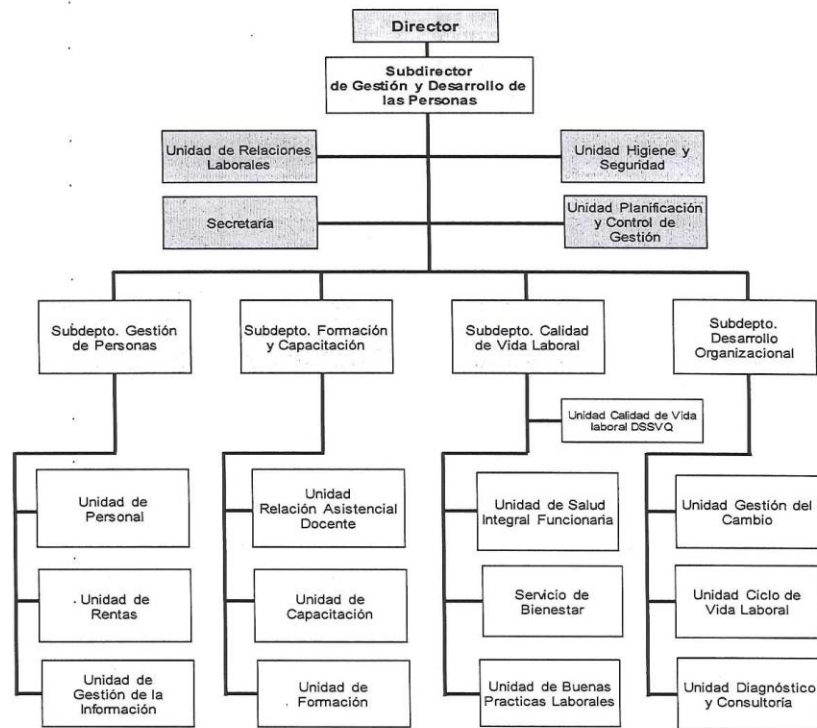 Director
Subdirector
de Gestión y Desarrollo de
las Personas
Unidad de Relaciones
Laborales
Unidad Higiene y
Seguridad
Secretaría
Unidad Planificación
y Control de
Gestión
Subdepto. Gestión
de Personas
Subdepto. Formación
y Capacitación
Subdepto. Calidad
de Vida Laboral
Subdepto.
Desarrollo
Organizacional
Unidad Calidad de Vida
laboral DSSVQ
Unidad de
Personal
Unidad
Relación Asistencial
Docente
Unidad de Salud
Integral Funcionaria
Unidad Gestión del
Cambio
Unidad de
Rentas
Unidad de
Capacitación
Servicio de
Bienestar
Unidad Ciclo de
Vida Laboral
Unidad de
Gestión de la
Información
Unidad de
Formación
Unidad de Buenas
Practicas Laborales
Unidad Diagnóstico
y Consultoría